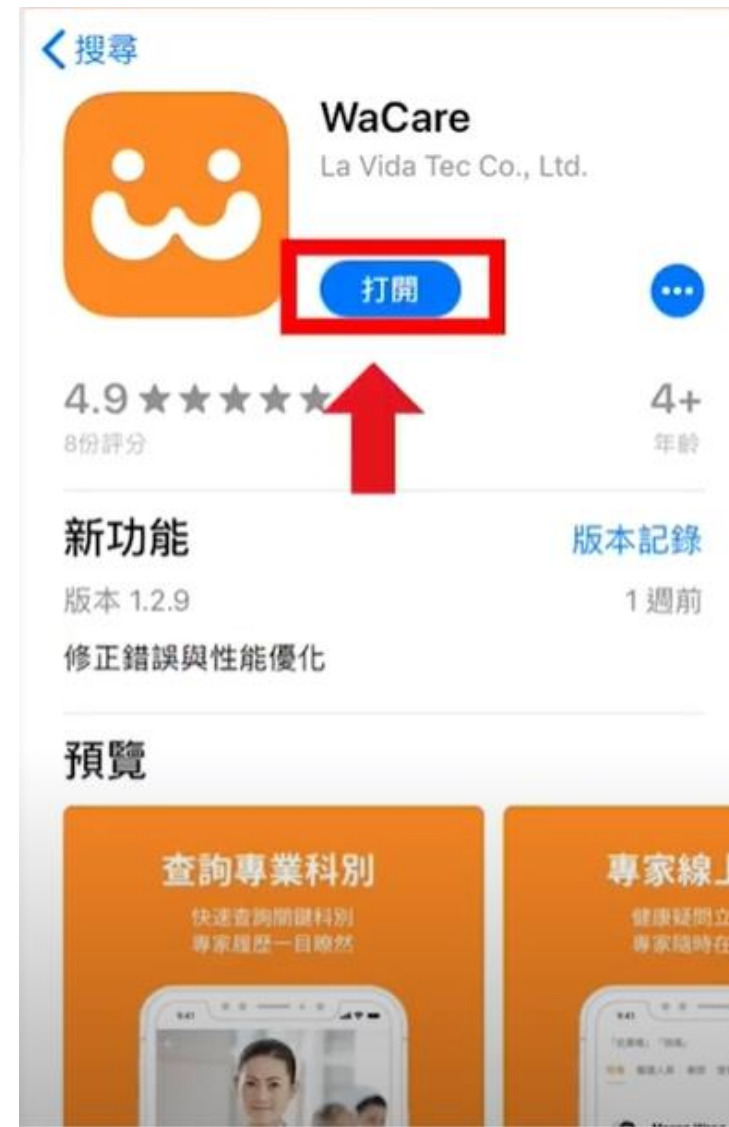 搜尋
WaCare
La Vida Tec Co., Ltd.
打開
4.9
4+
8份評分
年齡
新功能
版本記錄
版本 1.2.9
1 週前
修正錯誤與性能優化
預覽
查詢專業科別
快速查詢關鍵科別
專家履歷一目瞭然
專家線上
健康疑問立
專家隨時在
9:41
9:41